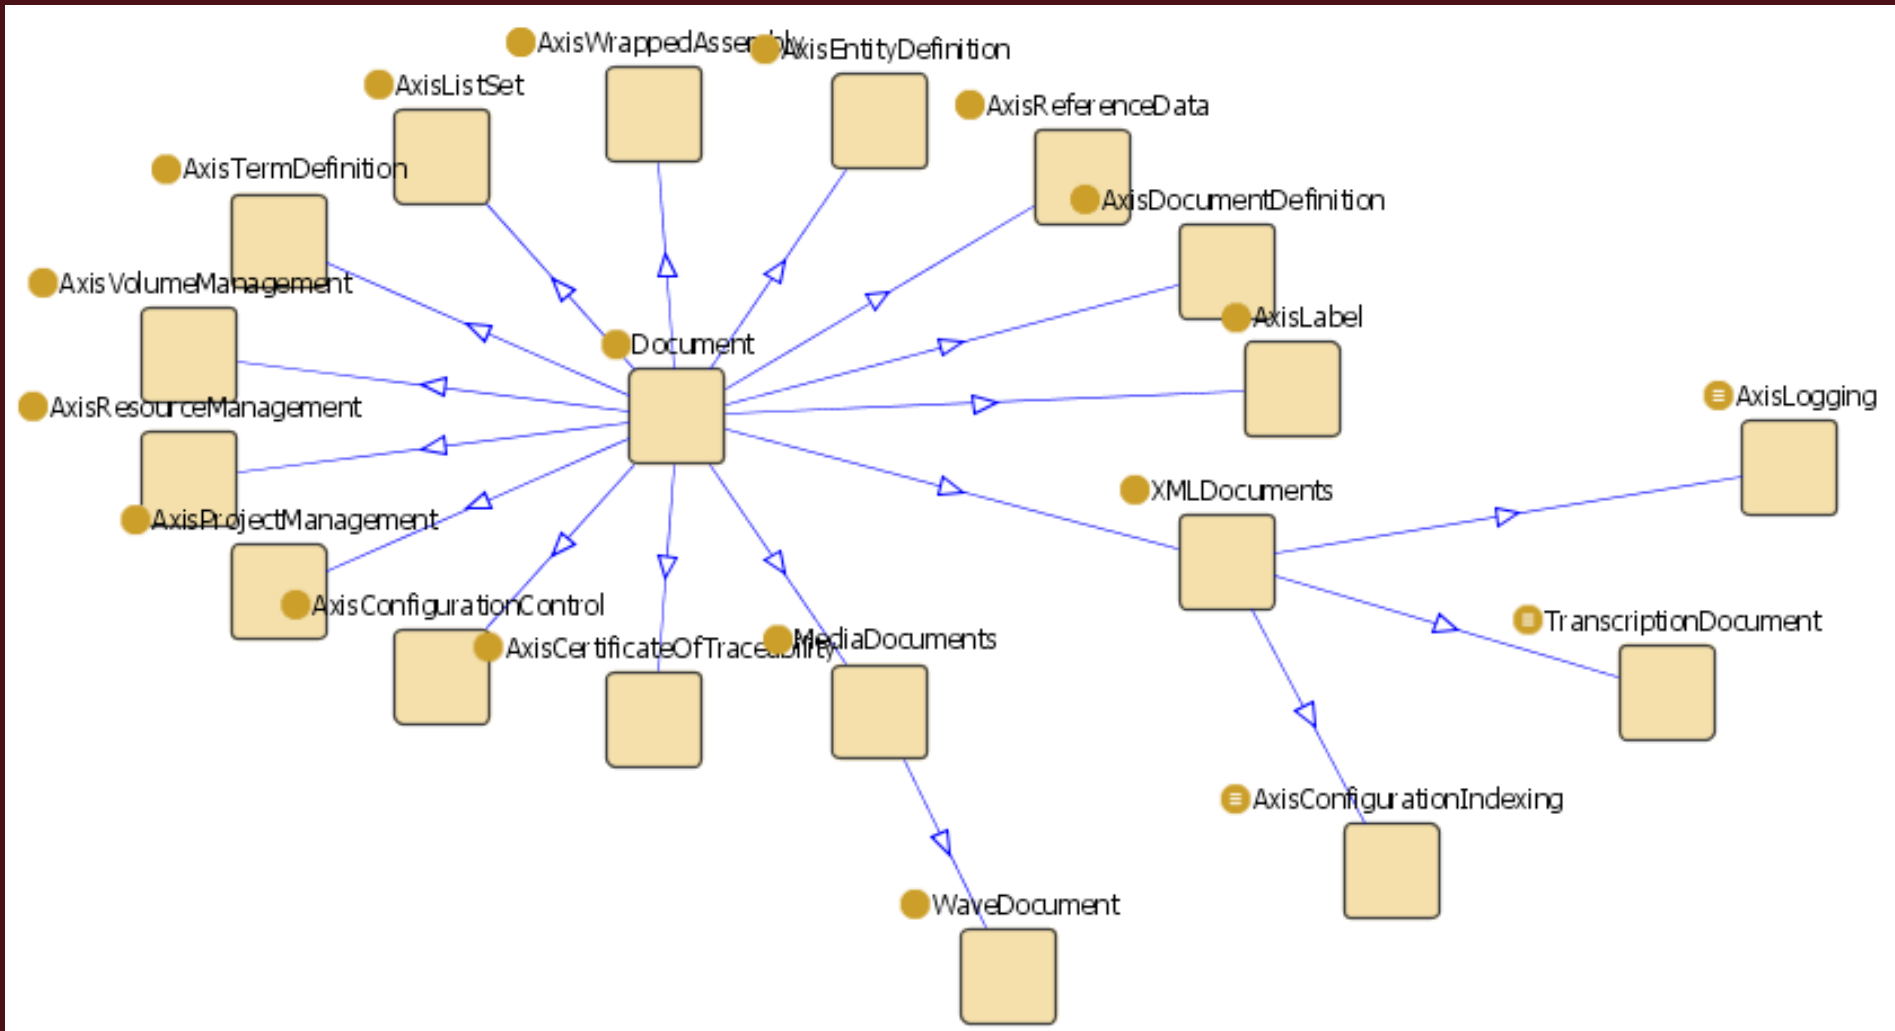 AxisWrappedAssembly
AxisEntityDefinition
AxisListSet
AxisReferenceData
AxisTermDefinition
AxisDocumentDefinition
AxisVolumeManagement
AxisLabel
Document
AxisLogging
AxisResourceManagement
XMLDocuments
AxisProjectManagement
AxisConfigurationControl
TranscriptionDocument
AxisCertificateOfTraceability
MediaDocuments
AxisConfigurationIndexing
WaveDocument